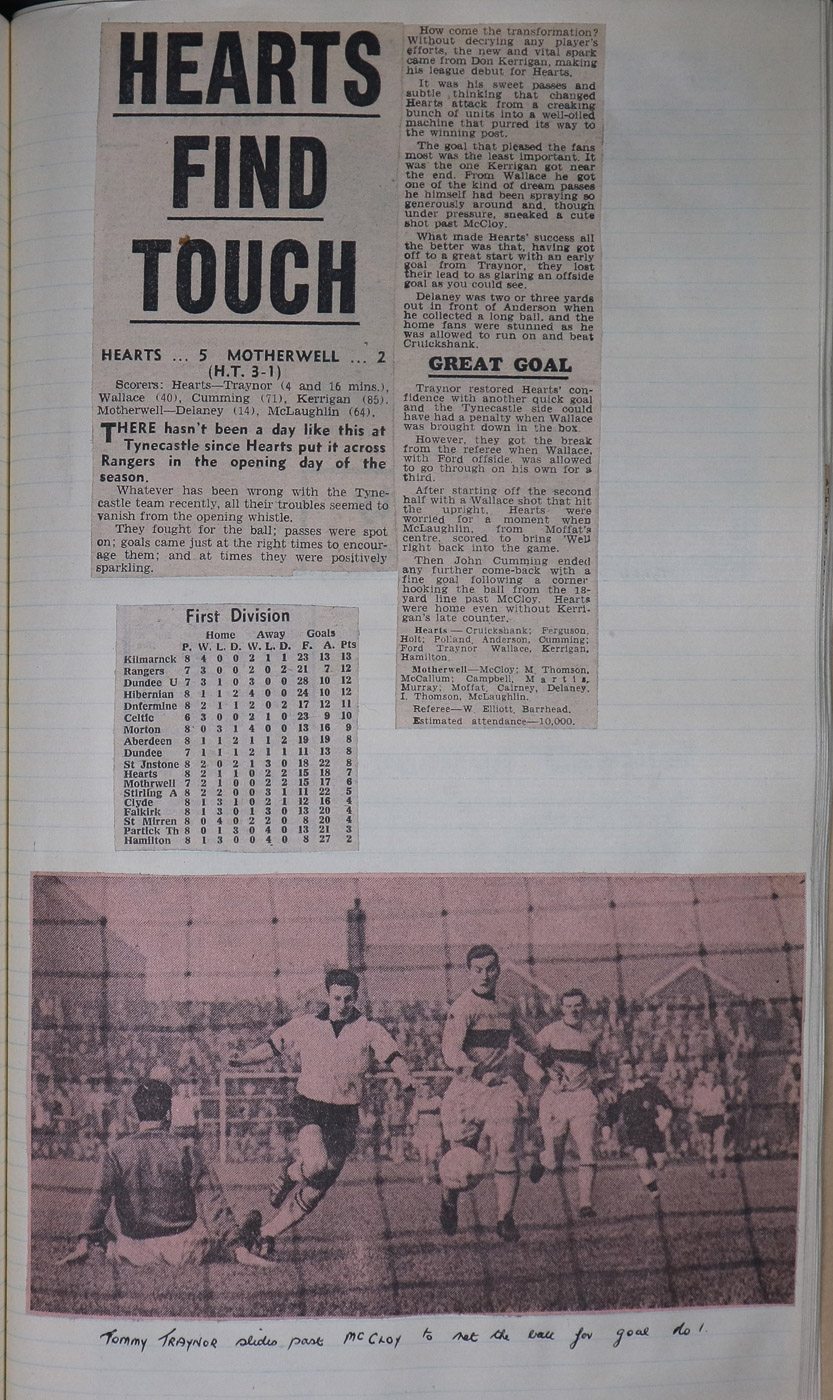 HEARTS
FIND
TOUCH
HEARTS ... 5 MOTHERWELL ... 2
(H.T. 3-1)
Scorers: Hearts—Traynor (4 and 16 mins.),
Wallace (40), Cumming (71), Kerrigan (85).
Motherwell—Delaney (14), McLaughlin (64).
THERE hasn't been a day like this at
Tynecastle since Hearts put it across
Rangers in the opening day of the
season.
Whatever has been wrong with the Tyne-
castle team recently, all their troubles seemed to
vanish from the opening whistle.
They fought for the ball; passes were spot
on; goals came just at the right times to encour-
age them; and at times they were positively
sparkling.
How come the transformation?
Without decrying any player's
efforts, the new and vital spark
came from Don Kerrigan, making
his league debut for Hearts.
It was his sweet passes and
subtle thinking that changed
Hearts attack from a creaking
bunch of units into a well-oiled
machine that purred its way to
the winning post.
The goal that pleased the fans
most was the least important. It
was the one Kerrigan got near
the end. From Wallace he got
one of the kind of dream passes
he himself had been spraying so
generously around and, though
under pressure, sneaked a cute
shot past McCloy.
What made Hearts' success all
the better was that, having got
off to a great start with an early
goal from Traynor, they lost
their lead to as glaring an offside
goal as you could see.
Delaney was two or three yards
out in front of Anderson when
he collected a long ball, and the
home fans were stunned as he
was allowed to run on and beat
Cruickshank.
GREAT GOAL
Traynor restored Hearts' con-
fidence with another quick goal
and the Tynecastle side could
have had a penalty when Wallace
was brought down in the box.
However, they got the break
from the referee when Wallace,
with Ford offside, was allowed
to go through on his own for a
third.
After starting off the second
half with a Wallace shot that hit
the upright, Hearts were
worried for a moment when
McLaughlin, from Moffat's
centre, scored to bring 'Well
right back into the game.
Then John Cumming ended
any further come-back with a
fine goal following a corner
hooking the ball from the 18-
yard line past McCloy. Hearts
were home even without Kerri-
gan's late counter.
Hearts — Cruickshank; Ferguson,
Holt; Polland, Anderson, Cumming;
Ford Traynor Wallace, Kerrigan,
Hamilton.
Motherwell—McCloy; M. Thomson,
McCallum; Campbell, Martis,
Murray; Moffat, Cairney, Delaney,
I. Thomson, McLaughlin.
Referee—W. Elliott, Barrhead.
Estimated attendance—10,000.
First Division
Home Away Goals
P. W. L. D. W. L. D. F. A. Pts
Kilmarnck 8 4 0 0 2 1 1 23 13 13
Rangers 7 3 0 0 2 0 2 21 7 12
Dundee U 7 3 1 0 3 0 0 28 10 12
Hibernian 8 1 1 2 4 0 0 24 10 12
Dnfermine 8 2 1 1 2 0 2 17 12 11
Celtic 6 3 0 0 2 1 0 23 9 10
Morton 8 0 3 1 4 0 0 13 16 9
Aberdeen 8 1 1 2 1 1 2 19 19 8
Dundee 7 1 1 1 2 1 1 11 13 8
St Jnstone 8 2 0 2 1 3 0 18 22 8
Hearts 8 2 1 1 0 2 2 15 18 7
Mothrwell 7 2 1 0 0 2 2 15 17 6
Stirling A 8 2 2 0 0 3 1 11 22 5
Clyde 8 1 3 1 0 2 1 12 16 4
Falkirk 8 1 3 0 1 3 0 13 20 4
St Mirren 8 0 4 0 2 2 0 8 20 4
Partick Th 8 0 1 3 0 4 0 13 21 3
Hamilton 8 1 3 0 0 4 0 8 27 2
Tommy TRAYNOR slides past McCLOY to net the ball for goal No 1.